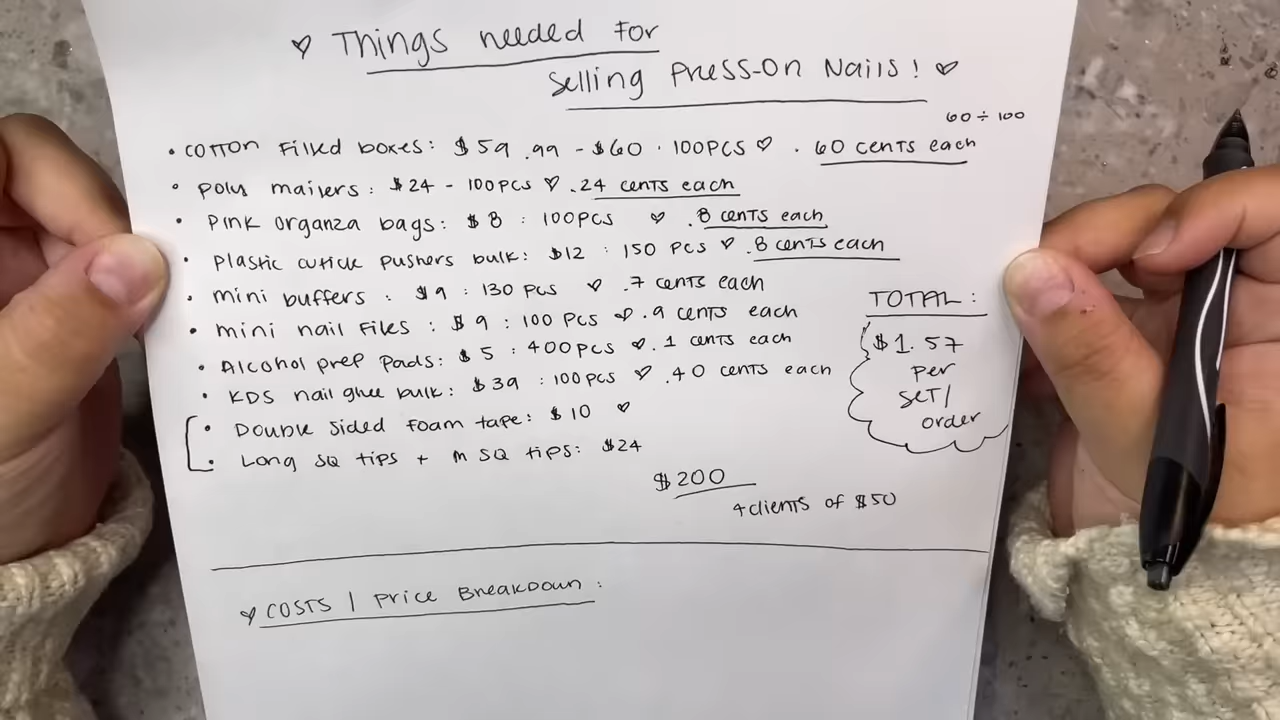 ♡ Things needed For
Selling Press-On Nails! ♡
60 ÷ 100
• Cotton Filled boxes: $59.99 - $60 · 100PCS ♡ . 60 cents each
• Poly mailers: $24 - 100pcs ♡ .24 cents each
• Pink organza bags: $8 : 100PCS ♡ .8 cents each
• Plastic cuticle pushers bulk: $12 : 150 PCS ♡ .8 cents each
• mini buffers : $9 : 130 PCS ♡ .7 cents each
• mini nail files : $9 : 100 PCS ♡ .9 cents each
• Alcohol prep pads: $5 : 400PCS ♡ .1 cents each
• KDS nail glue bulk: $39 : 100PCS ♡ .40 cents each
• Double sided foam tape: $10 ♡
• Long SQ tips + m SQ tips: $24
TOTAL:
$1.57
per
set/
order
$200
4 clients of $50
♡ COSTS | Price Breakdown: